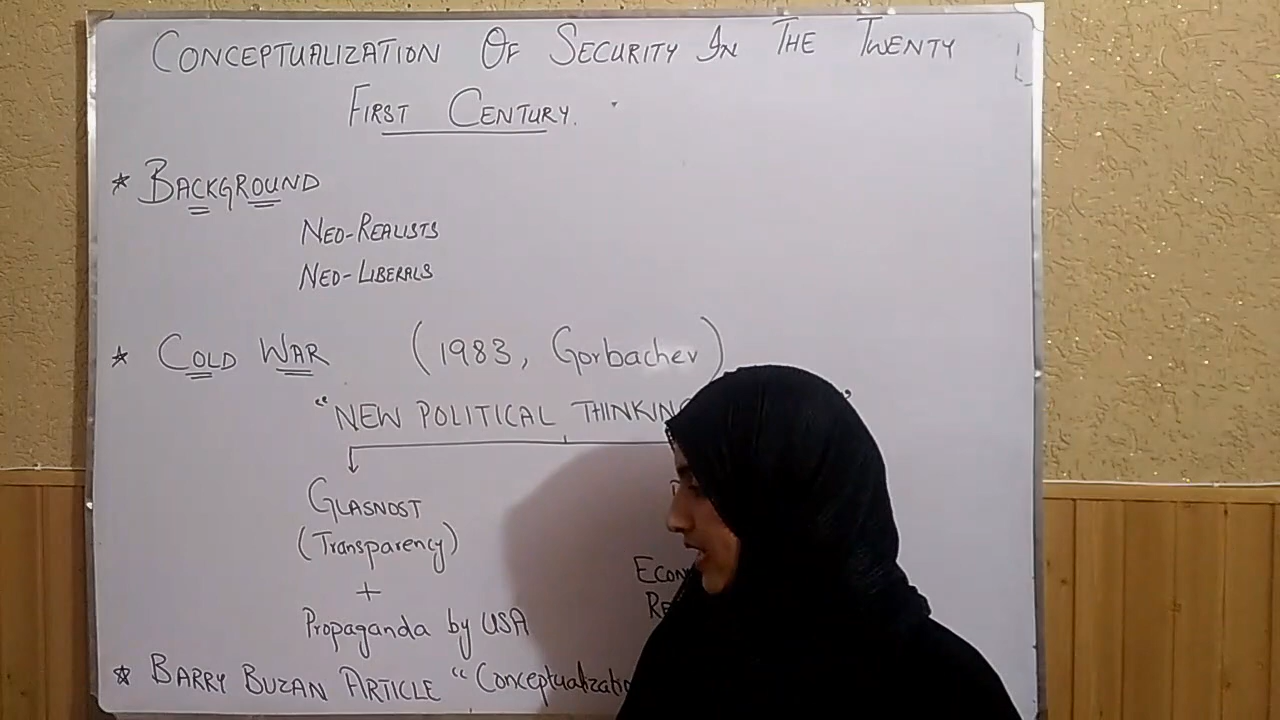 CONCEPTUALIZATION OF SECURITY IN THE TWENTY
FIRST CENTURY.
* BACKGROUND
NEO-REALISTS
NEO-LIBERALS
* COLD WAR (1983, Gorbachev)
"NEW POLITICAL THINKING"
GLASNOST
(Transparency)
+
Propaganda by USA
* BARRY BUZAN ARTICLE "Conceptualizatio